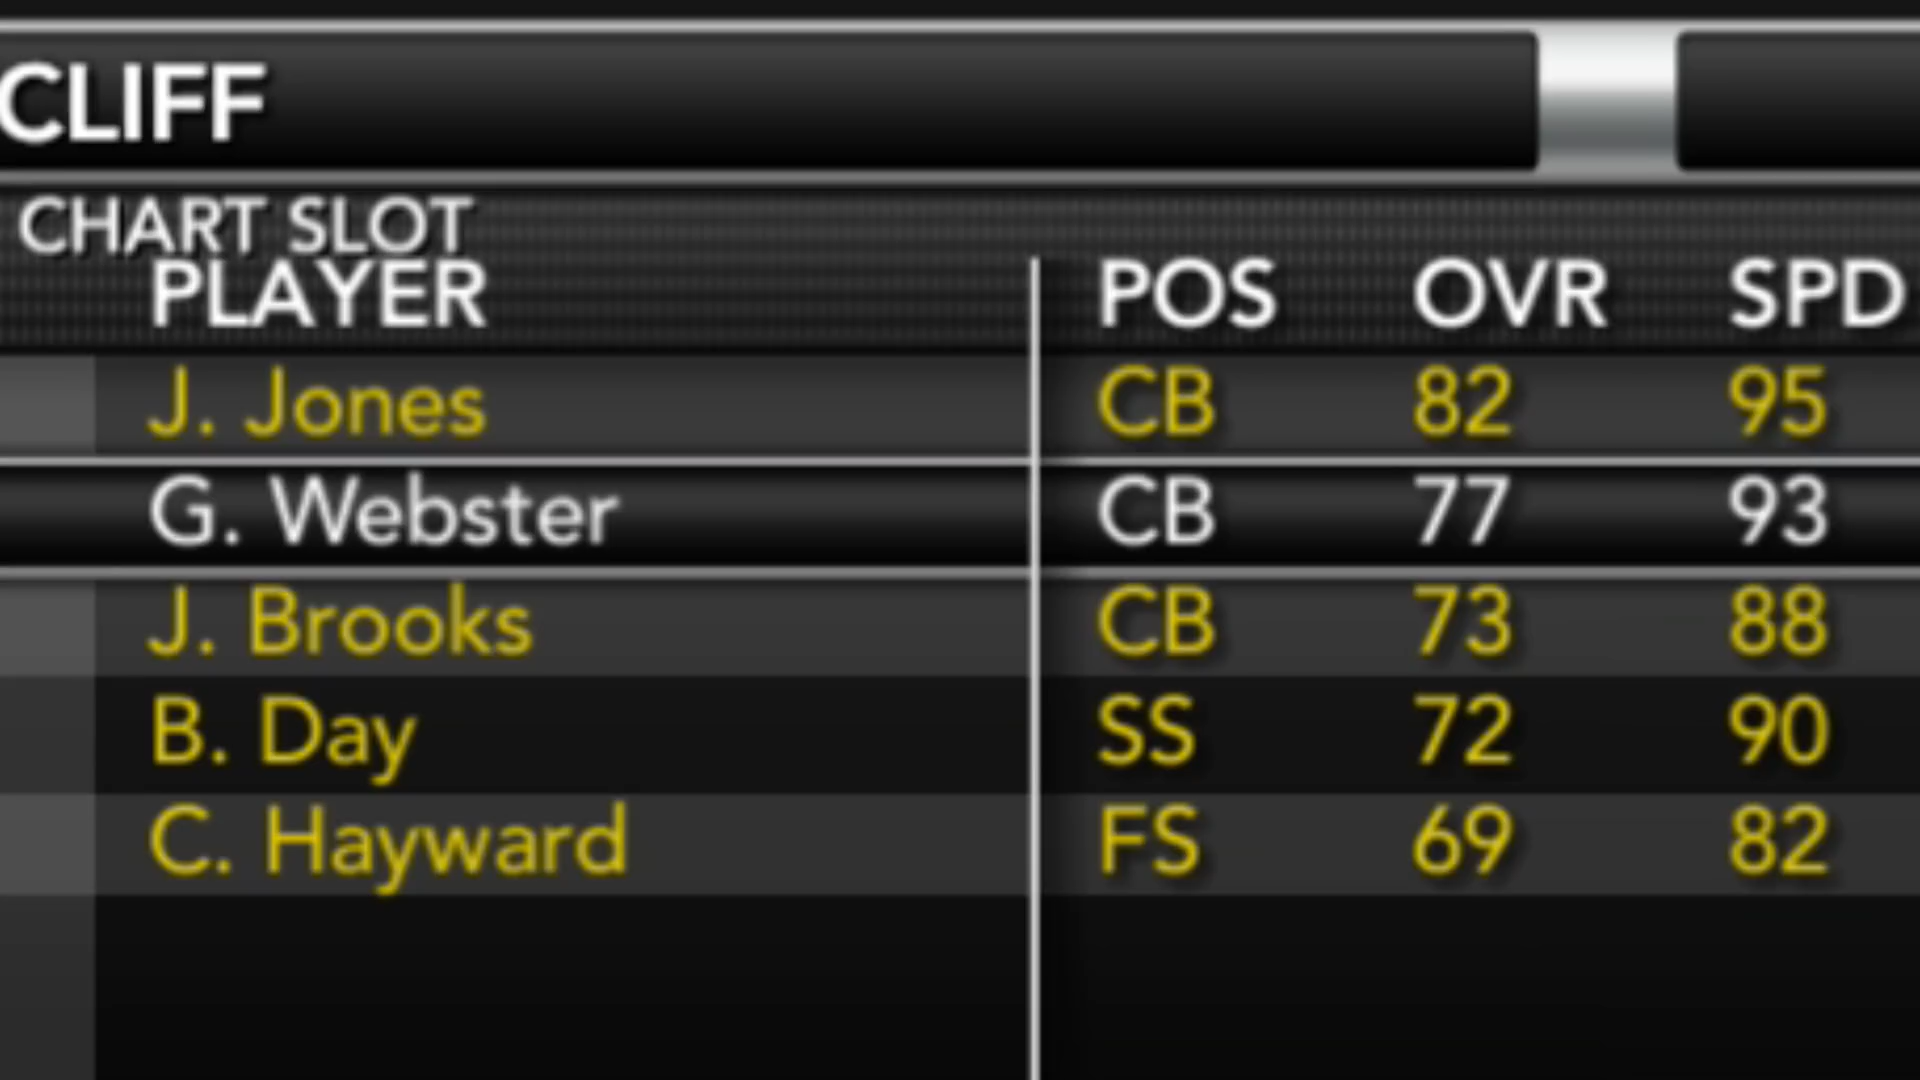 CLIFF
CHART SLOT
PLAYER POS OVR SPD
J. Jones CB 82 95
G. Webster CB 77 93
J. Brooks CB 73 88
B. Day SS 72 90
C. Hayward FS 69 82